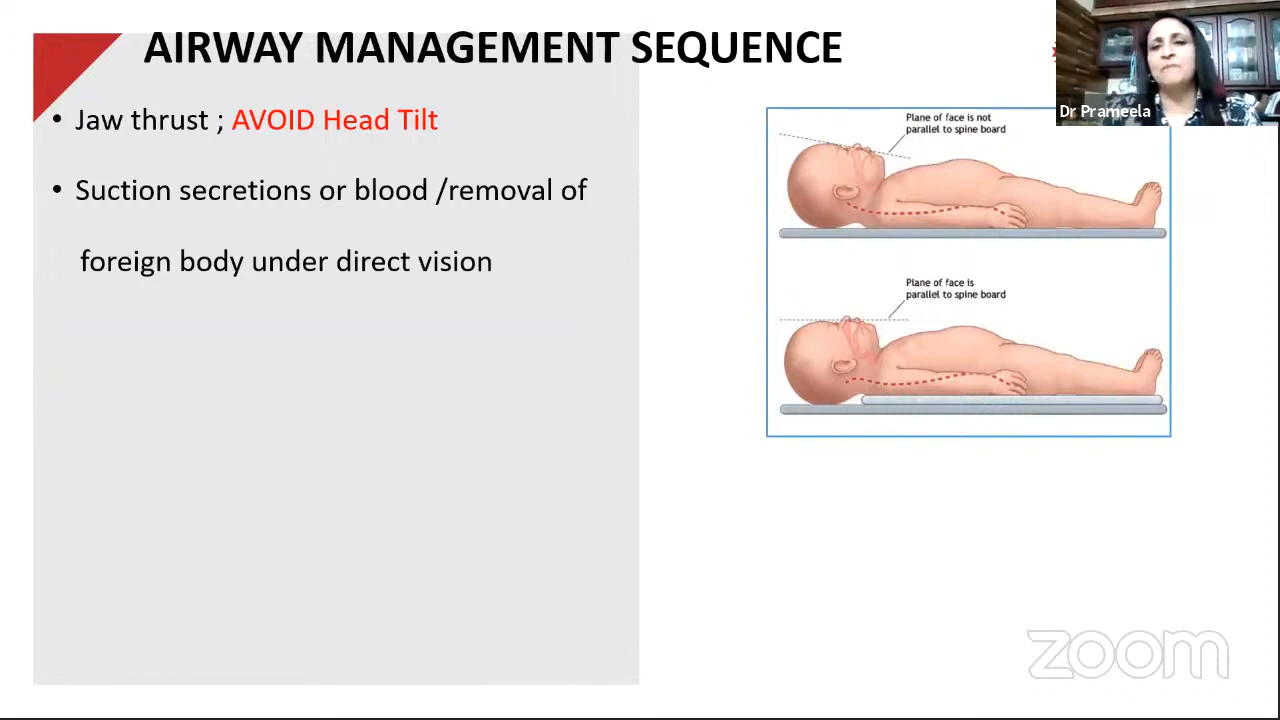 AIRWAY MANAGEMENT SEQUENCE
• Jaw thrust ; AVOID Head Tilt
• Suction secretions or blood /removal of
foreign body under direct vision
Plane of face is not
parallel to spine board
Plane of face is
parallel to spine board
Dr Prameela
zoom